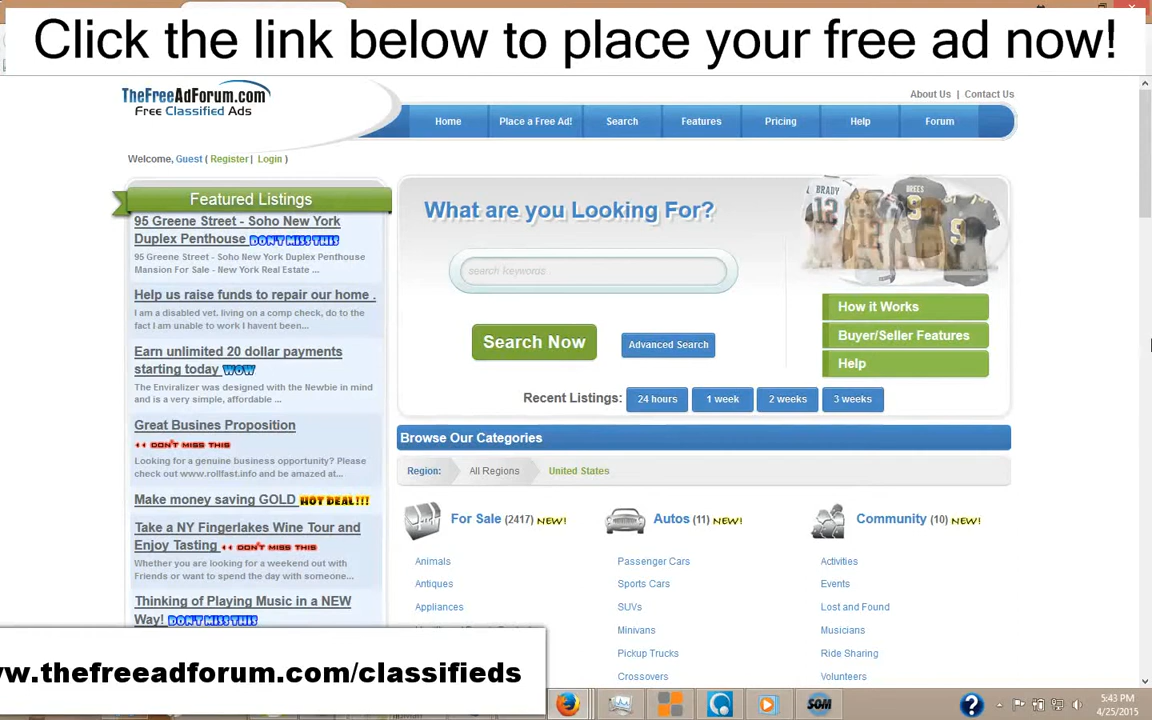 Click the link below to place your free ad now!
TheFreeAdForum.com
Free Classified Ads
About Us | Contact Us
Home Place a Free Ad! Search Features Pricing Help Forum
Welcome, Guest ( Register | Login )
Featured Listings
95 Greene Street - Soho New York
Duplex Penthouse DON'T MISS THIS
95 Greene Street - Soho New York Duplex Penthouse
Mansion For Sale - New York Real Estate ...
Help us raise funds to repair our home .
I am a disabled vet. living on a comp check, do to the
fact I am unable to work I havent been...
Earn unlimited 20 dollar payments
starting today WOW
The Enviralizer was designed with the Newbie in mind
and is a very simple, affordable ...
Great Busines Proposition
DON'T MISS THIS
Looking for a genuine business opportunity? Please
check out www.rollfast.info and be amazed at...
Make money saving GOLD HOT DEAL!!!
Take a NY Fingerlakes Wine Tour and
Enjoy Tasting DON'T MISS THIS
Whether you are looking for a weekend out with
Friends or want to spend the day with someone...
Thinking of Playing Music in a NEW
Way! DON'T MISS THIS
What are you Looking For?
search keywords...
Search Now Advanced Search
BRADY
12
BREES
9
How it Works
Buyer/Seller Features
Help
Recent Listings: 24 hours 1 week 2 weeks 3 weeks
Browse Our Categories
Region: All Regions United States
For Sale (2417) NEW!
Animals
Antiques
Appliances
Autos (11) NEW!
Passenger Cars
Sports Cars
SUVs
Minivans
Pickup Trucks
Crossovers
Community (10) NEW!
Activities
Events
Lost and Found
Musicians
Ride Sharing
Volunteers
w.thefreeadforum.com/classifieds
SOM
?
5:43 PM
4/25/2015